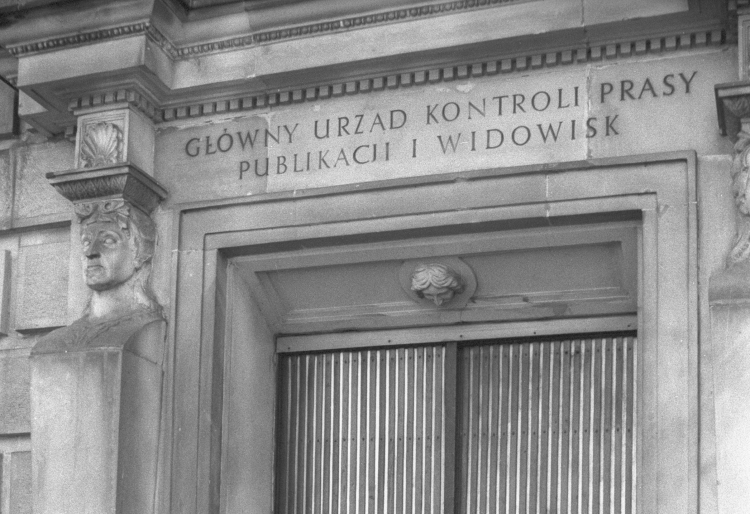 GŁÓWNY URZAD KONTROLI PRASY
PUBLIKACJI I WIDOWISK